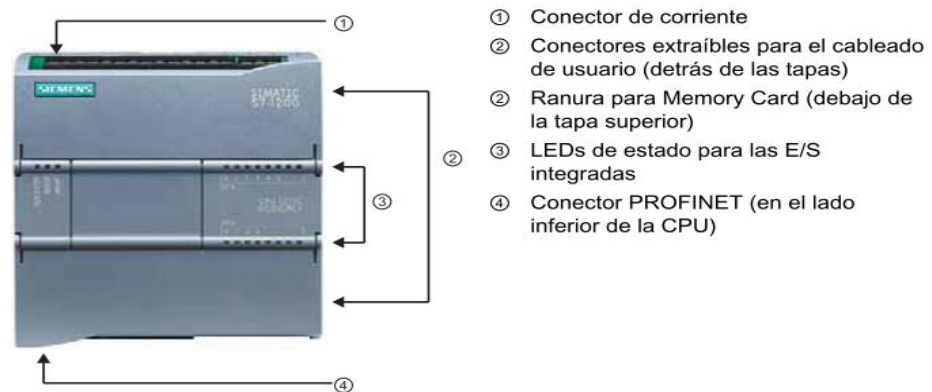 ①
① Conector de corriente
② Conectores extraíbles para el cableado
de usuario (detrás de las tapas)
② Ranura para Memory Card (debajo de
la tapa superior)
③ LEDs de estado para las E/S
integradas
④ Conector PROFINET (en el lado
inferior de la CPU)
SIEMENS
SIMATIC
S7-1200
②
③
④